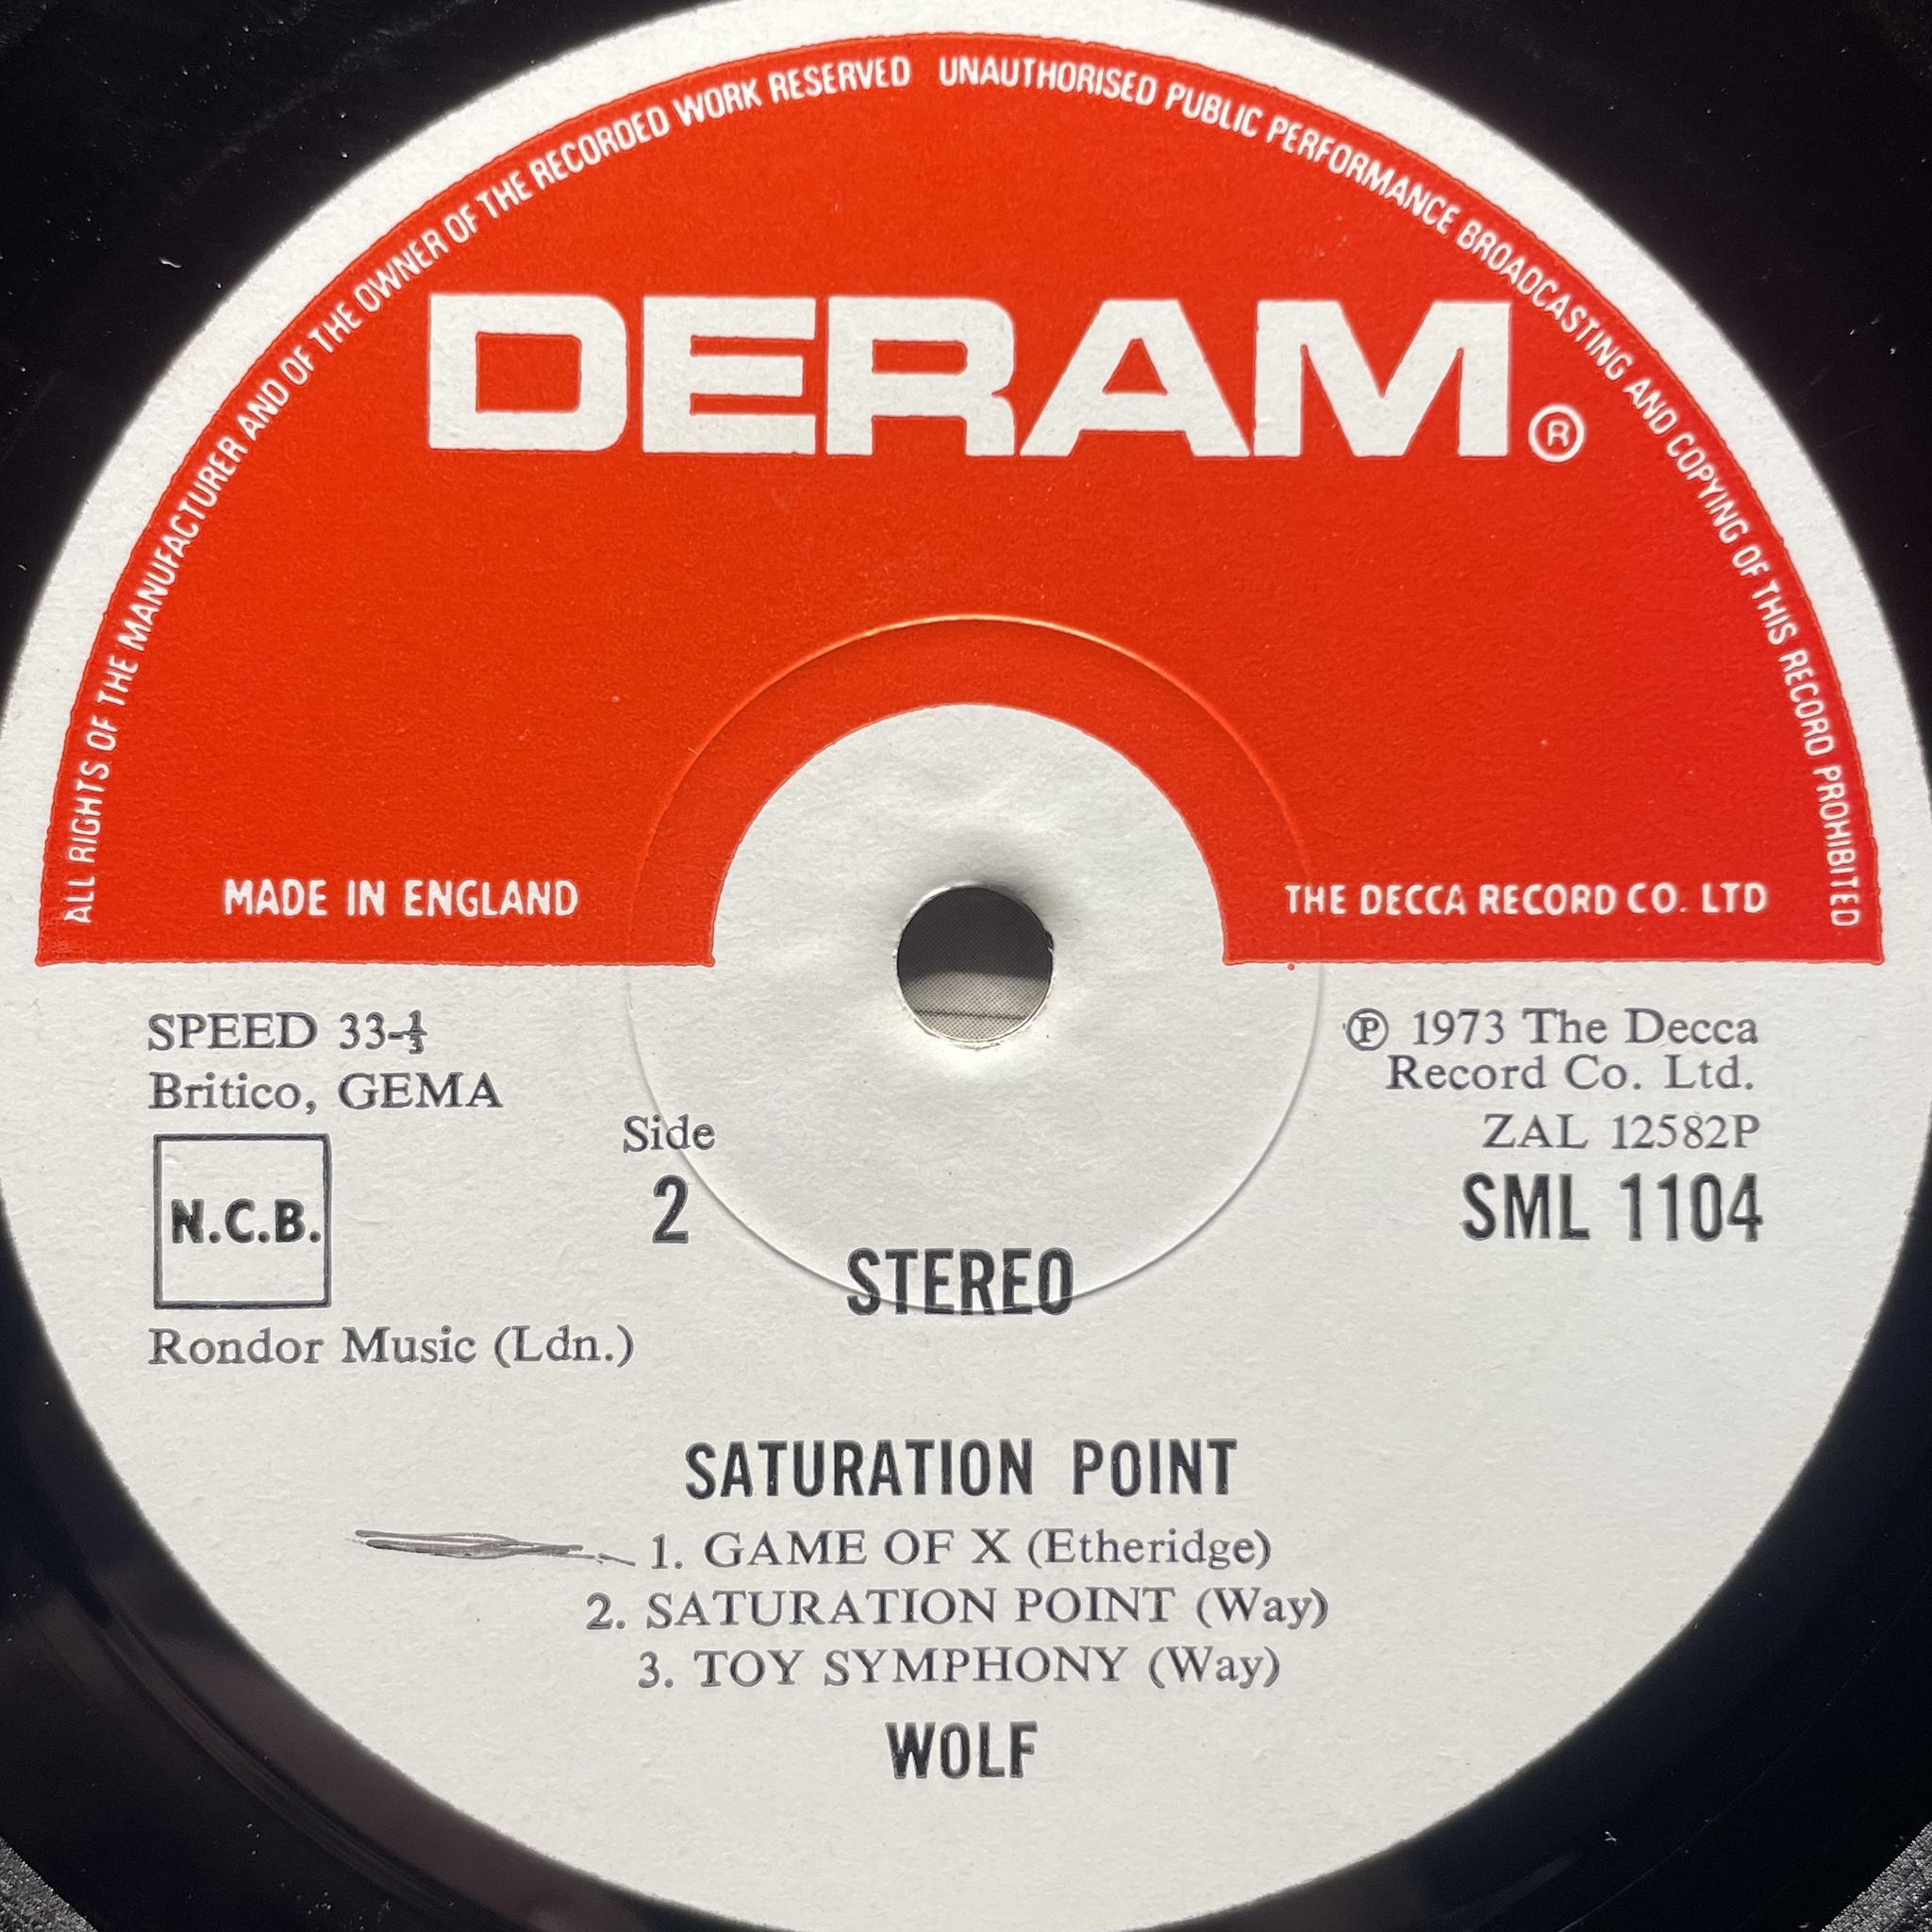 ALL RIGHTS OF THE MANUFACTURER AND OF THE OWNER OF THE RECORDED WORK RESERVED UNAUTHORISED PUBLIC PERFORMANCE BROADCASTING AND COPYING OF THIS RECORD PROHIBITED
DERAM®
MADE IN ENGLAND
THE DECCA RECORD CO. LTD
SPEED 33-⅓
Britico, GEMA
N.C.B.
Rondor Music (Ldn.)
Side
2
STEREO
℗ 1973 The Decca
Record Co. Ltd.
ZAL 12582P
SML 1104
SATURATION POINT
1. GAME OF X (Etheridge)
2. SATURATION POINT (Way)
3. TOY SYMPHONY (Way)
WOLF